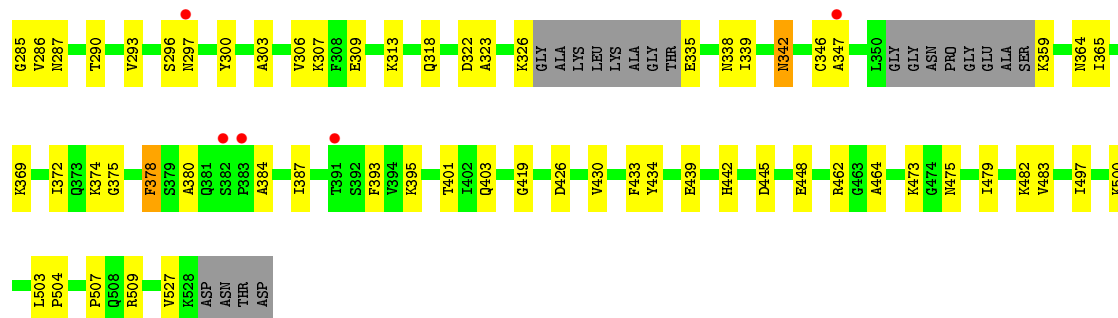 G285 V286 N287 T290 V293 S296 N297 Y300 A303 V306 K307 F308 E309 K313 Q318 D322 A323 K326 GLY ALA LYS LEU LYS ALA GLY THR E335 N338 I339 N342 C346 A347 L350 GLY GLY ASN PRO GLY GLU ALA SER K359 N364 I365
K369 I372 Q373 K374 G375 F378 S379 A380 Q381 S382 P383 A384 I387 T391 S392 F393 V394 K395 T401 I402 Q403 G419 D426 V430 F433 Y434 E439 H442 D445 E448 R462 G463 A464 K473 G474 N475 I479 K482 V483 I497 K500
L503 P504 P507 Q508 R509 V527 K528 ASP ASN THR ASP